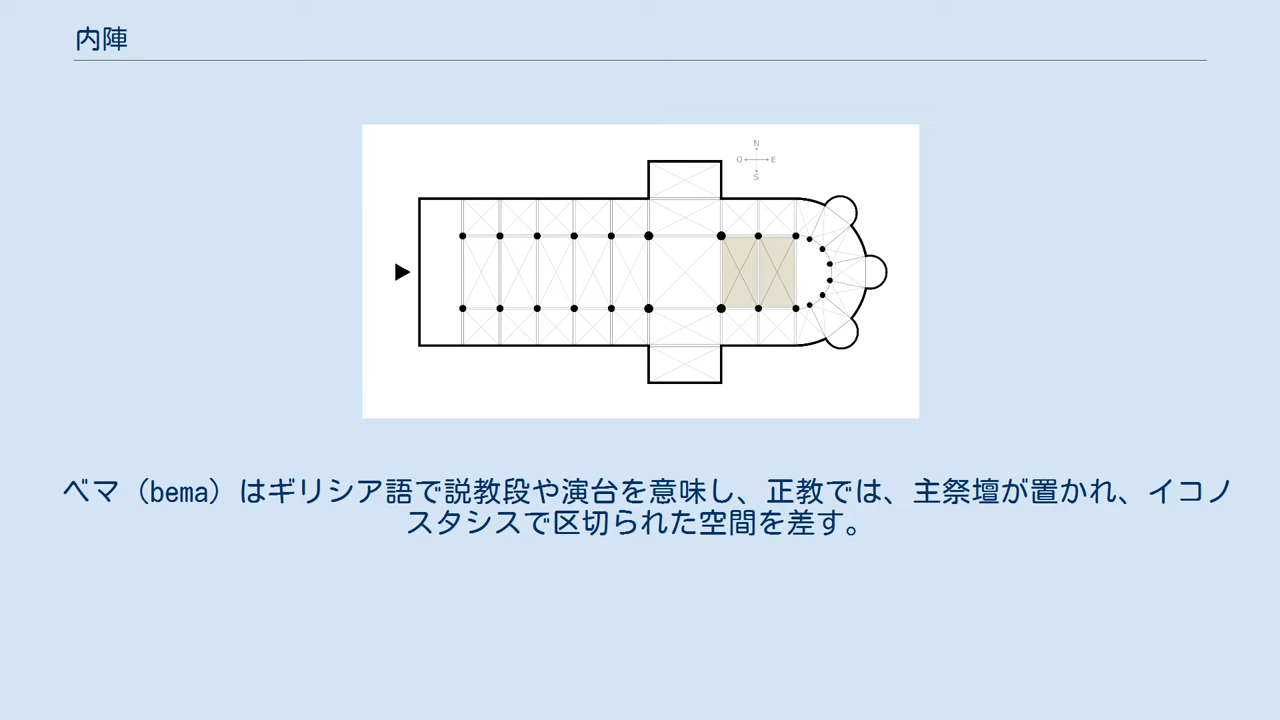 内陣
N
O E
S
ベマ（bema）はギリシア語で説教段や演台を意味し、正教では、主祭壇が置かれ、イコノ
スタシスで区切られた空間を差す。